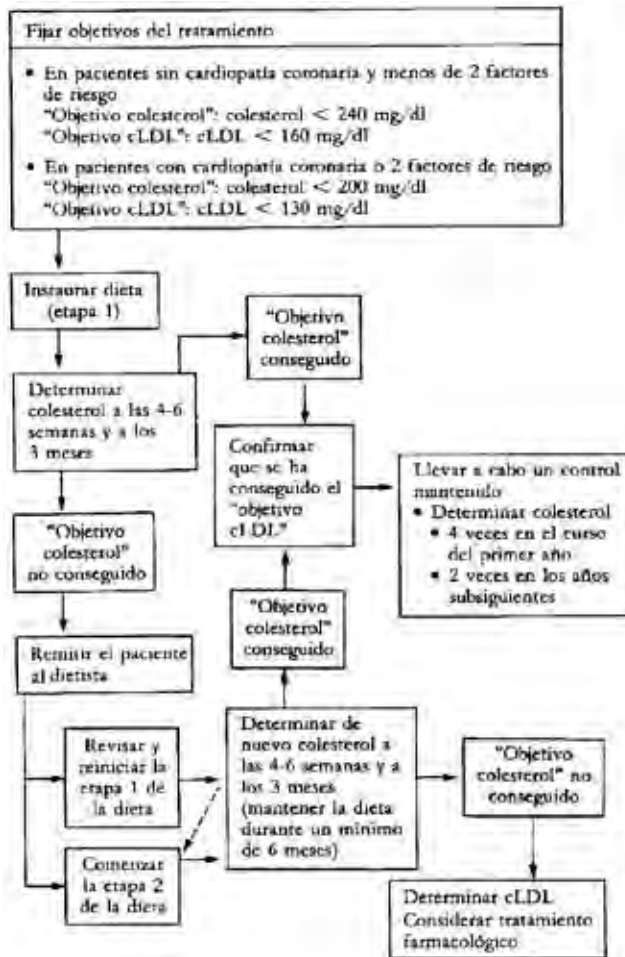 Fijar objetivos del tratamiento
• En pacientes sin cardiopatía coronaria y menos de 2 factores
de riesgo
"Objetivo colesterol": colesterol < 240 mg/dl
"Objetivo cLDL": cLDL < 160 mg/dl
• En pacientes con cardiopatía coronaria o 2 factores de riesgo
"Objetivo colesterol": colesterol < 200 mg/dl
"Objetivo cLDL": cLDL < 130 mg/dl
Instaurar dieta
(etapa 1)
"Objetivo
colesterol"
conseguido
Determinar
colesterol a las 4-6
semanas y a los
3 meses
Confirmar
que se ha
conseguido el
"objetivo
cLDL"
Llevar a cabo un control
mantenido
• Determinar colesterol
• 4 veces en el curso
del primer año
• 2 veces en los años
subsiguientes
"Objetivo
colesterol"
no conseguido
"Objetivo
colesterol"
conseguido
Remitir el paciente
al dietista
Revisar y
reiniciar la
etapa 1 de
la dieta
Determinar de
nuevo colesterol a
las 4-6 semanas y a
los 3 meses
(mantener la dieta
durante un mínimo
de 6 meses)
"Objetivo
colesterol" no
conseguido
Comenzar
la etapa 2
de la dieta
Determinar cLDL
Considerar tratamiento
farmacológico